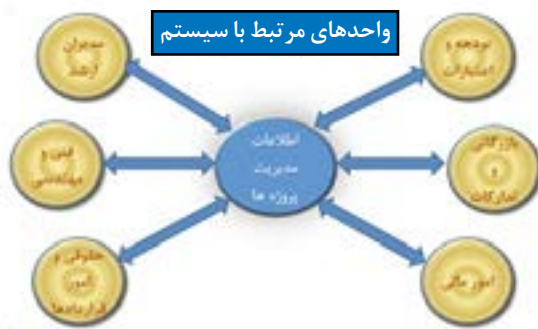 واحدهای مرتبط با سیستم
بودجه و
اعتبارات
مدیران
ارشد
اطلاعات
مدیریت
پروژه ها
بازرگانی
و
تدارکات
فنی و
مهندسی
امور مالی
حقوقی و
امور
قراردادها